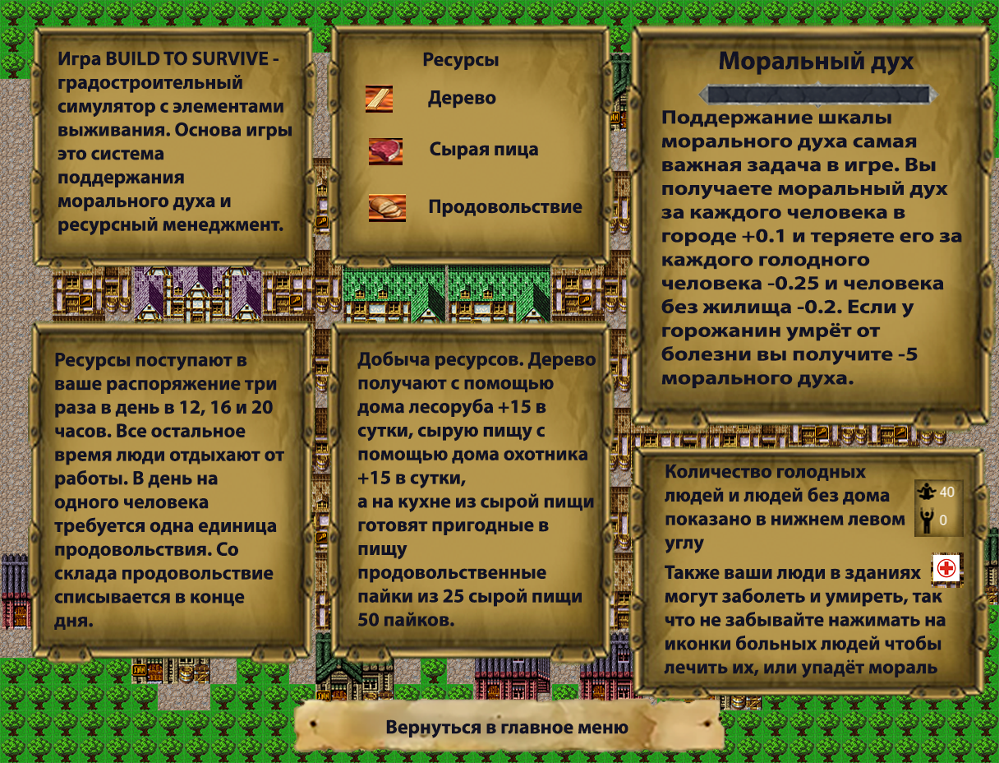 Игра BUILD TO SURVIVE -
градостроительный
симулятор с элементами
выживания. Основа игры
это система
поддержания
морального духа и
ресурсный менеджмент.
Ресурсы
Дерево
Сырая пица
Продовольствие
Моральный дух
Поддержание шкалы
морального духа самая
важная задача в игре. Вы
получаете моральный дух
за каждого человека в
городе +0.1 и теряете его за
каждого голодного
человека -0.25 и человека
без жилища -0.2. Если у
горожанин умрёт от
болезни вы получите -5
морального духа.
Ресурсы поступают в
ваше распоряжение три
раза в день в 12, 16 и 20
часов. Все остальное
время люди отдыхают от
работы. В день на
одного человека
требуется одна единица
продовольствия. Со
склада продовольствие
списывается в конце
дня.
Добыча ресурсов. Дерево
получают с помощью
дома лесоруба +15 в
сутки, сырую пищу с
помощью дома охотника
+15 в сутки,
а на кухне из сырой пищи
готовят пригодные в
пищу
продовольственные
пайки из 25 сырой пищи
50 пайков.
Количество голодных
людей и людей без дома
показано в нижнем левом
углу
40
0
Также ваши люди в зданиях
могут заболеть и умиреть, так
что не забывайте нажимать на
иконки больных людей чтобы
лечить их, или упадёт мораль
Вернуться в главное меню